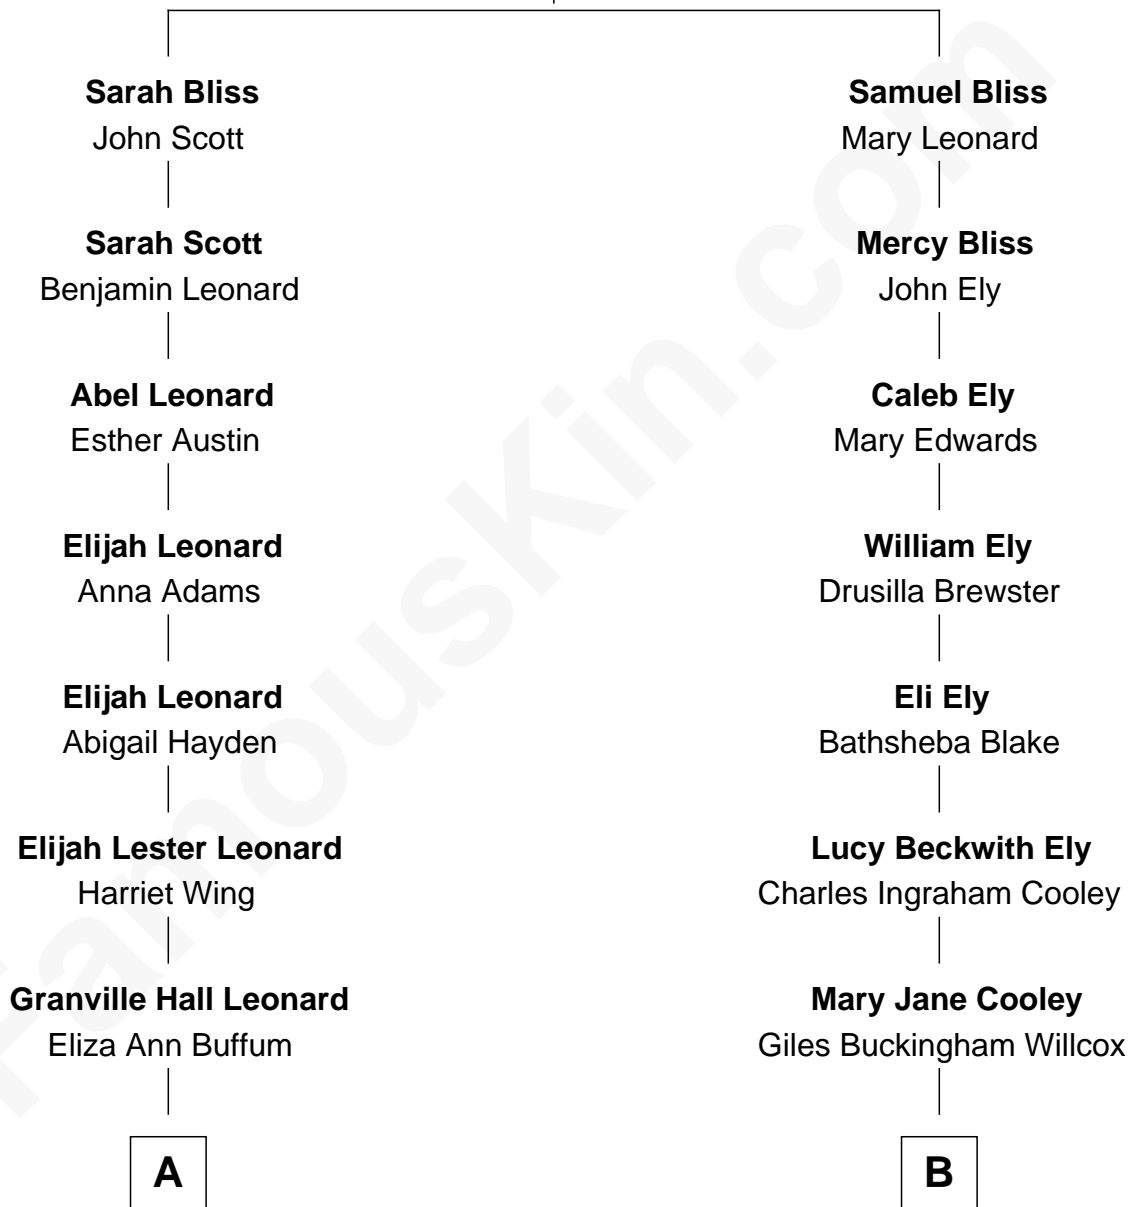 Sarah Bliss
John Scott
Sarah Scott
Benjamin Leonard
Abel Leonard
Esther Austin
Elijah Leonard
Anna Adams
Elijah Leonard
Abigail Hayden
Elijah Lester Leonard
Harriet Wing
Granville Hall Leonard
Eliza Ann Buffum
A
Samuel Bliss
Mary Leonard
Mercy Bliss
John Ely
Caleb Ely
Mary Edwards
William Ely
Drusilla Brewster
Eli Ely
Bathsheba Blake
Lucy Beckwith Ely
Charles Ingraham Cooley
Mary Jane Cooley
Giles Buckingham Willcox
B
FamousKin.com